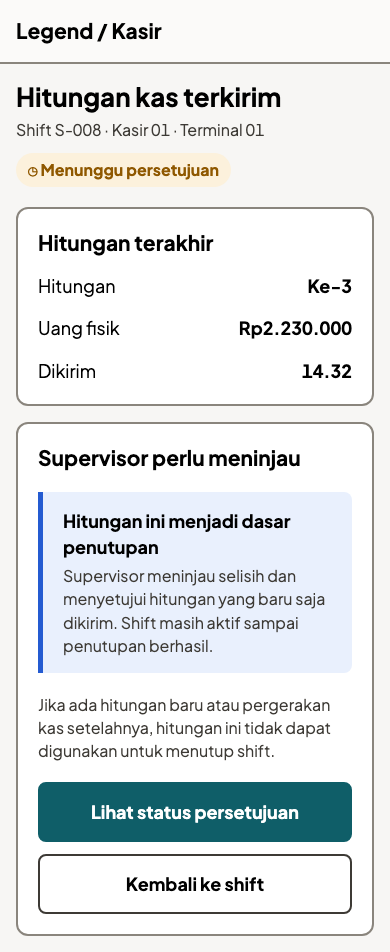 Legend / Kasir
Hitungan kas terkirim
Shift S-008 · Kasir 01 · Terminal 01
Menunggu persetujuan
Hitungan terakhir
Hitungan Ke-3
Uang fisik Rp2.230.000
Dikirim 14.32
Supervisor perlu meninjau
Hitungan ini menjadi dasar
penutupan
Supervisor meninjau selisih dan
menyetujui hitungan yang baru saja
dikirim. Shift masih aktif sampai
penutupan berhasil.
Jika ada hitungan baru atau pergerakan
kas setelahnya, hitungan ini tidak dapat
digunakan untuk menutup shift.
Lihat status persetujuan
Kembali ke shift